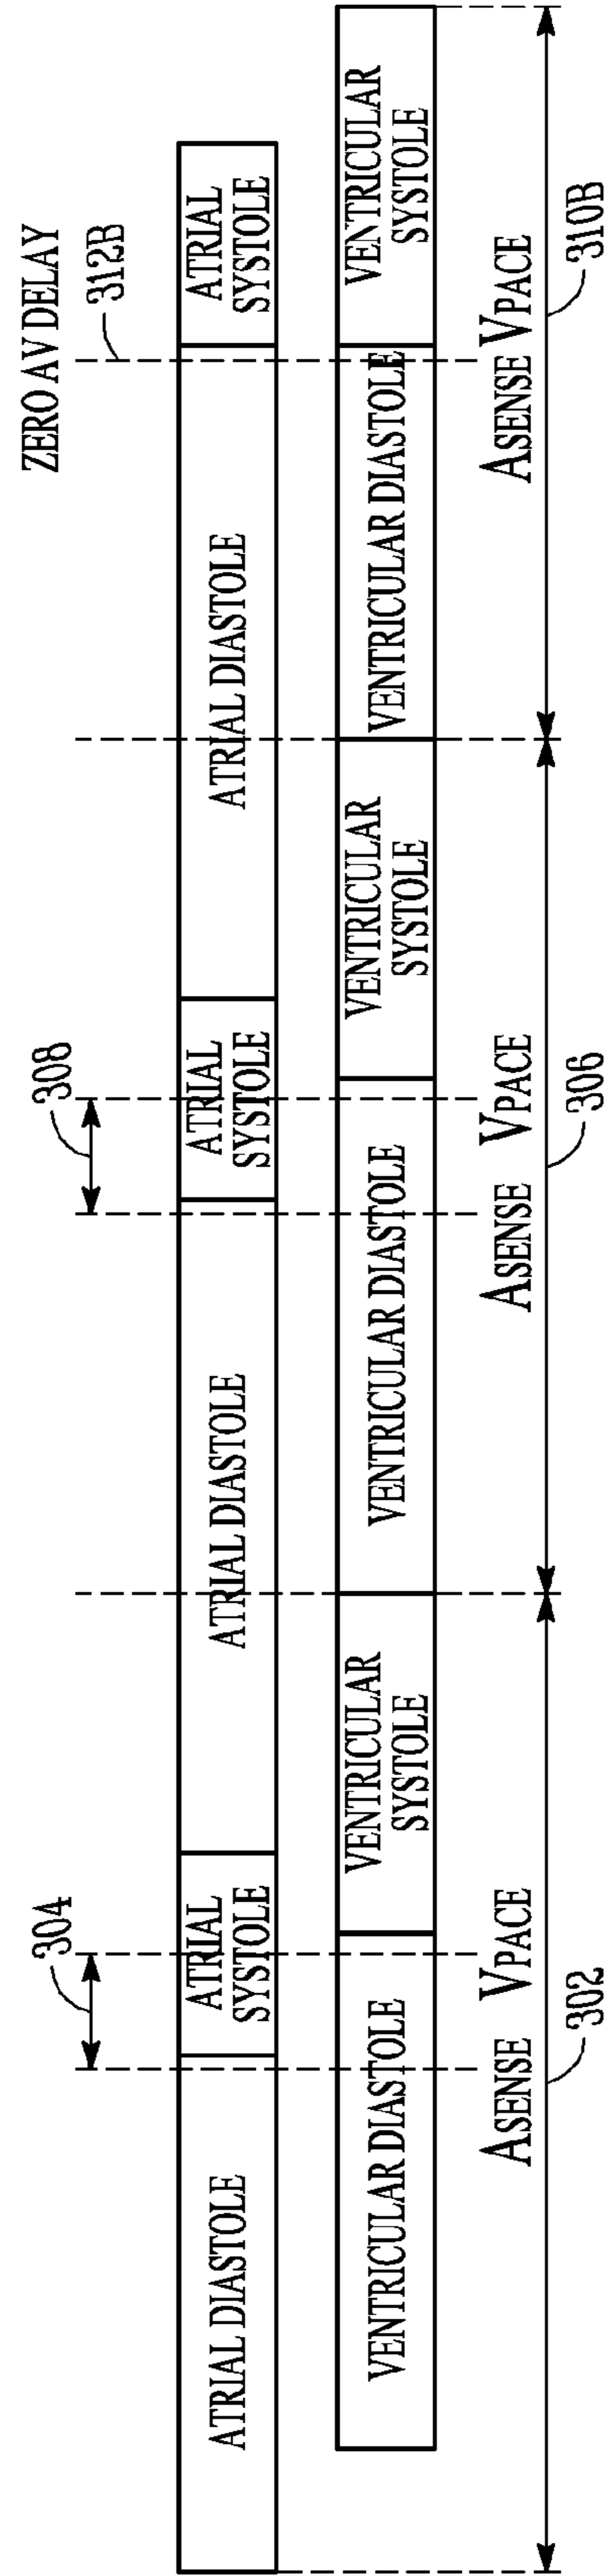 ZERO AV DELAY
304
308
312B
ATRIAL DIASTOLE
ATRIAL
SYSTOLE
ATRIAL DIASTOLE
ATRIAL
SYSTOLE
ATRIAL DIASTOLE
ATRIAL
SYSTOLE
VENTRICULAR DIASTOLE
VENTRICULAR
SYSTOLE
VENTRICULAR DIASTOLE
VENTRICULAR
SYSTOLE
VENTRICULAR DIASTOLE
VENTRICULAR
SYSTOLE
ASENSE VPACE
ASENSE VPACE
ASENSE VPACE
302
306
310B